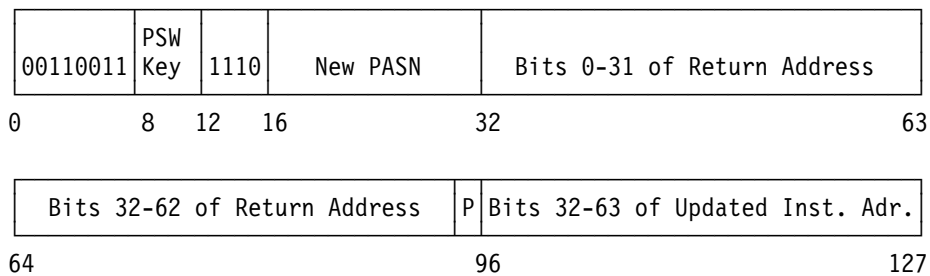 PSW
00110011 Key 1110 New PASN Bits 0-31 of Return Address
0 8 12 16 32 63
Bits 32-62 of Return Address P Bits 32-63 of Updated Inst. Adr.
64 96 127